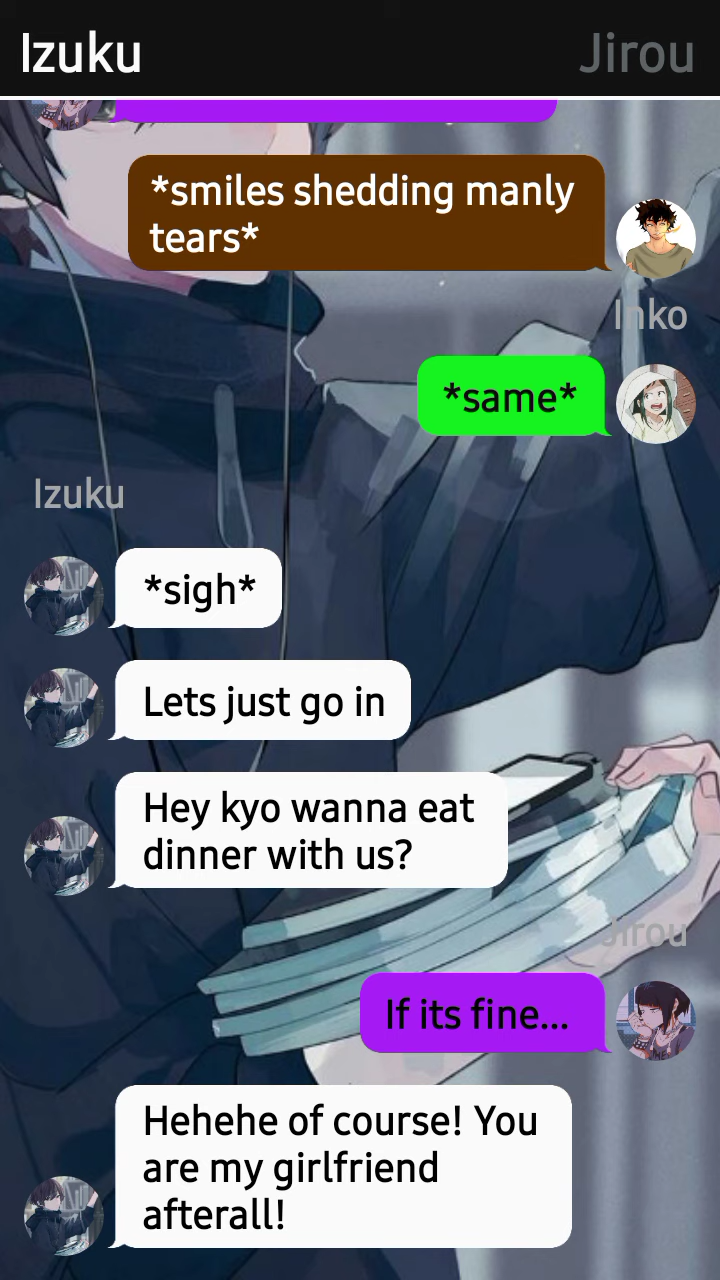 Izuku
Jirou
*smiles shedding manly
tears*
Inko
*same*
Izuku
*sigh*
Lets just go in
Hey kyo wanna eat
dinner with us?
Jirou
If its fine...
Hehehe of course! You
are my girlfriend
afterall!